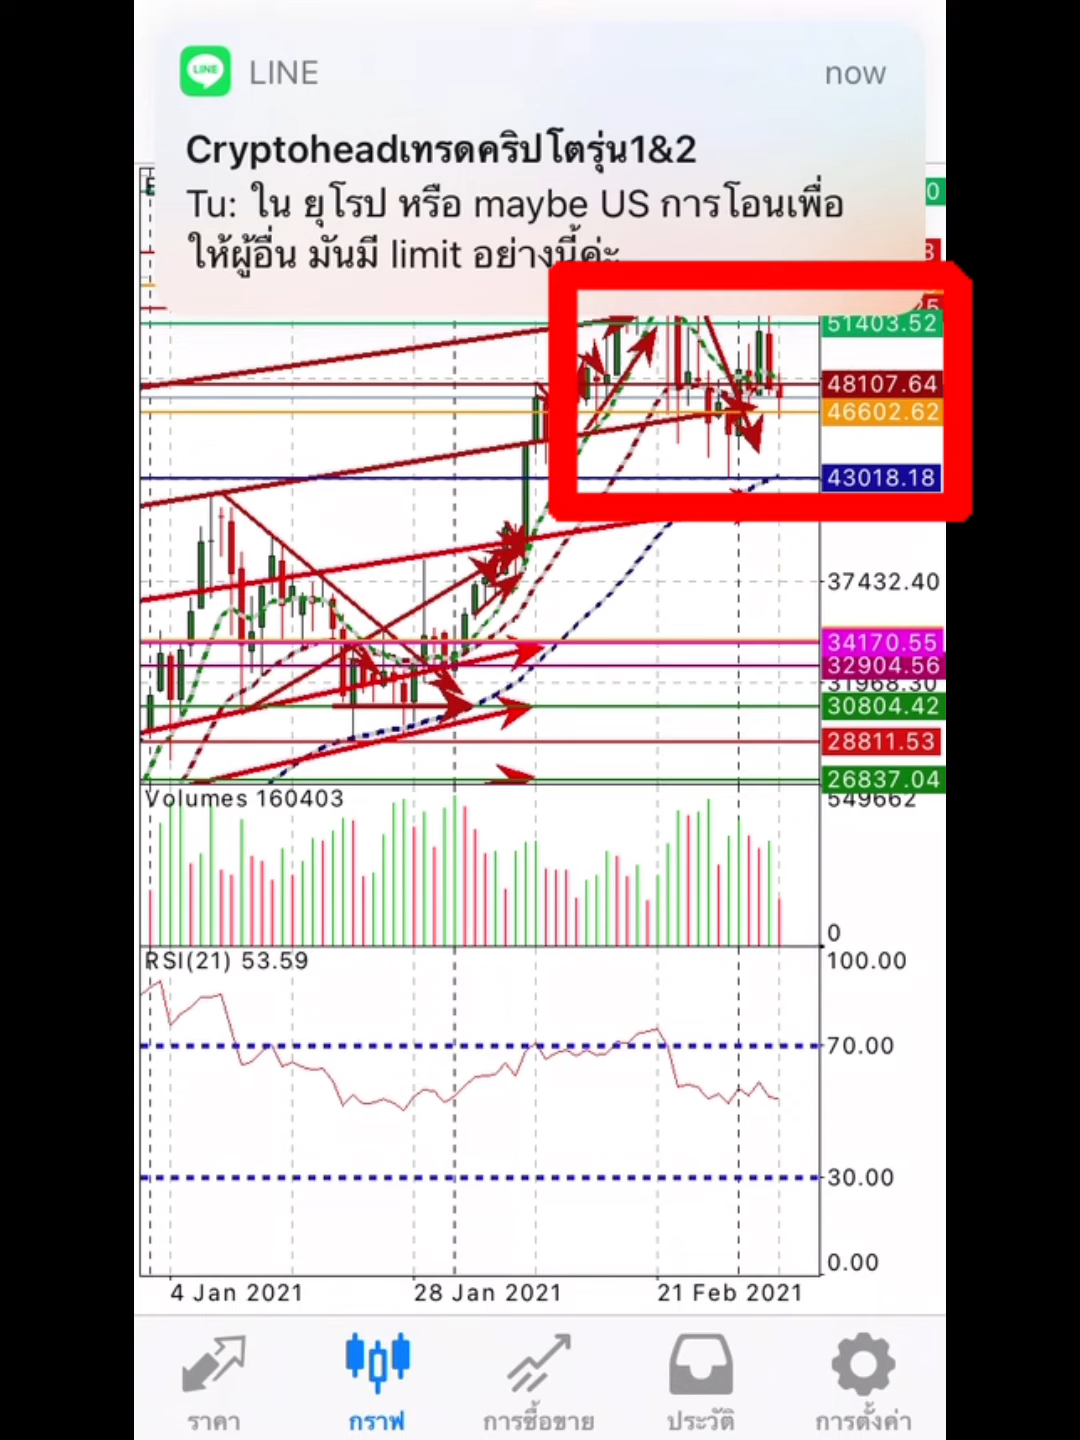 LINE
LINE
now
Cryptoheadเทรดคริปโตรุ่น1&2
Tu: ใน ยุโรป หรือ maybe US การโอนเพื่อ
ให้ผู้อื่น มันมี limit อย่างนี้ค่ะ
51403.52
48107.64
46602.62
43018.18
37432.40
34170.55
32904.56
31968.30
30804.42
28811.53
26837.04
Volumes 160403
549662
0
RSI(21) 53.59
100.00
70.00
30.00
0.00
4 Jan 2021
28 Jan 2021
21 Feb 2021
ราคา
กราฟ
การซื้อขาย
ประวัติ
การตั้งค่า